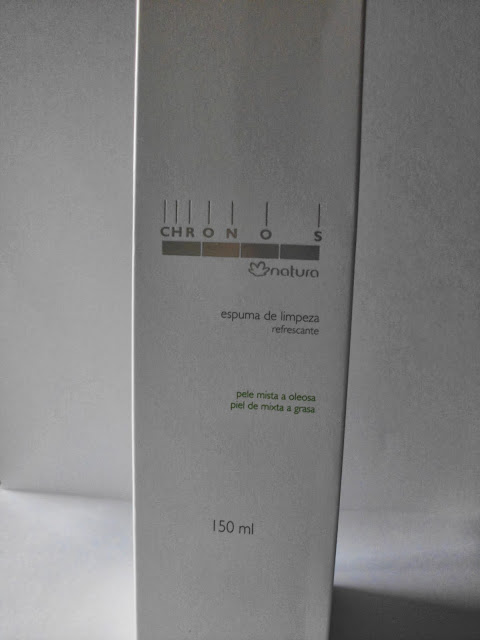 CHRONOS
natura
espuma de limpeza
refrescante
pele mista a oleosa
piel de mixta a grasa
150 ml